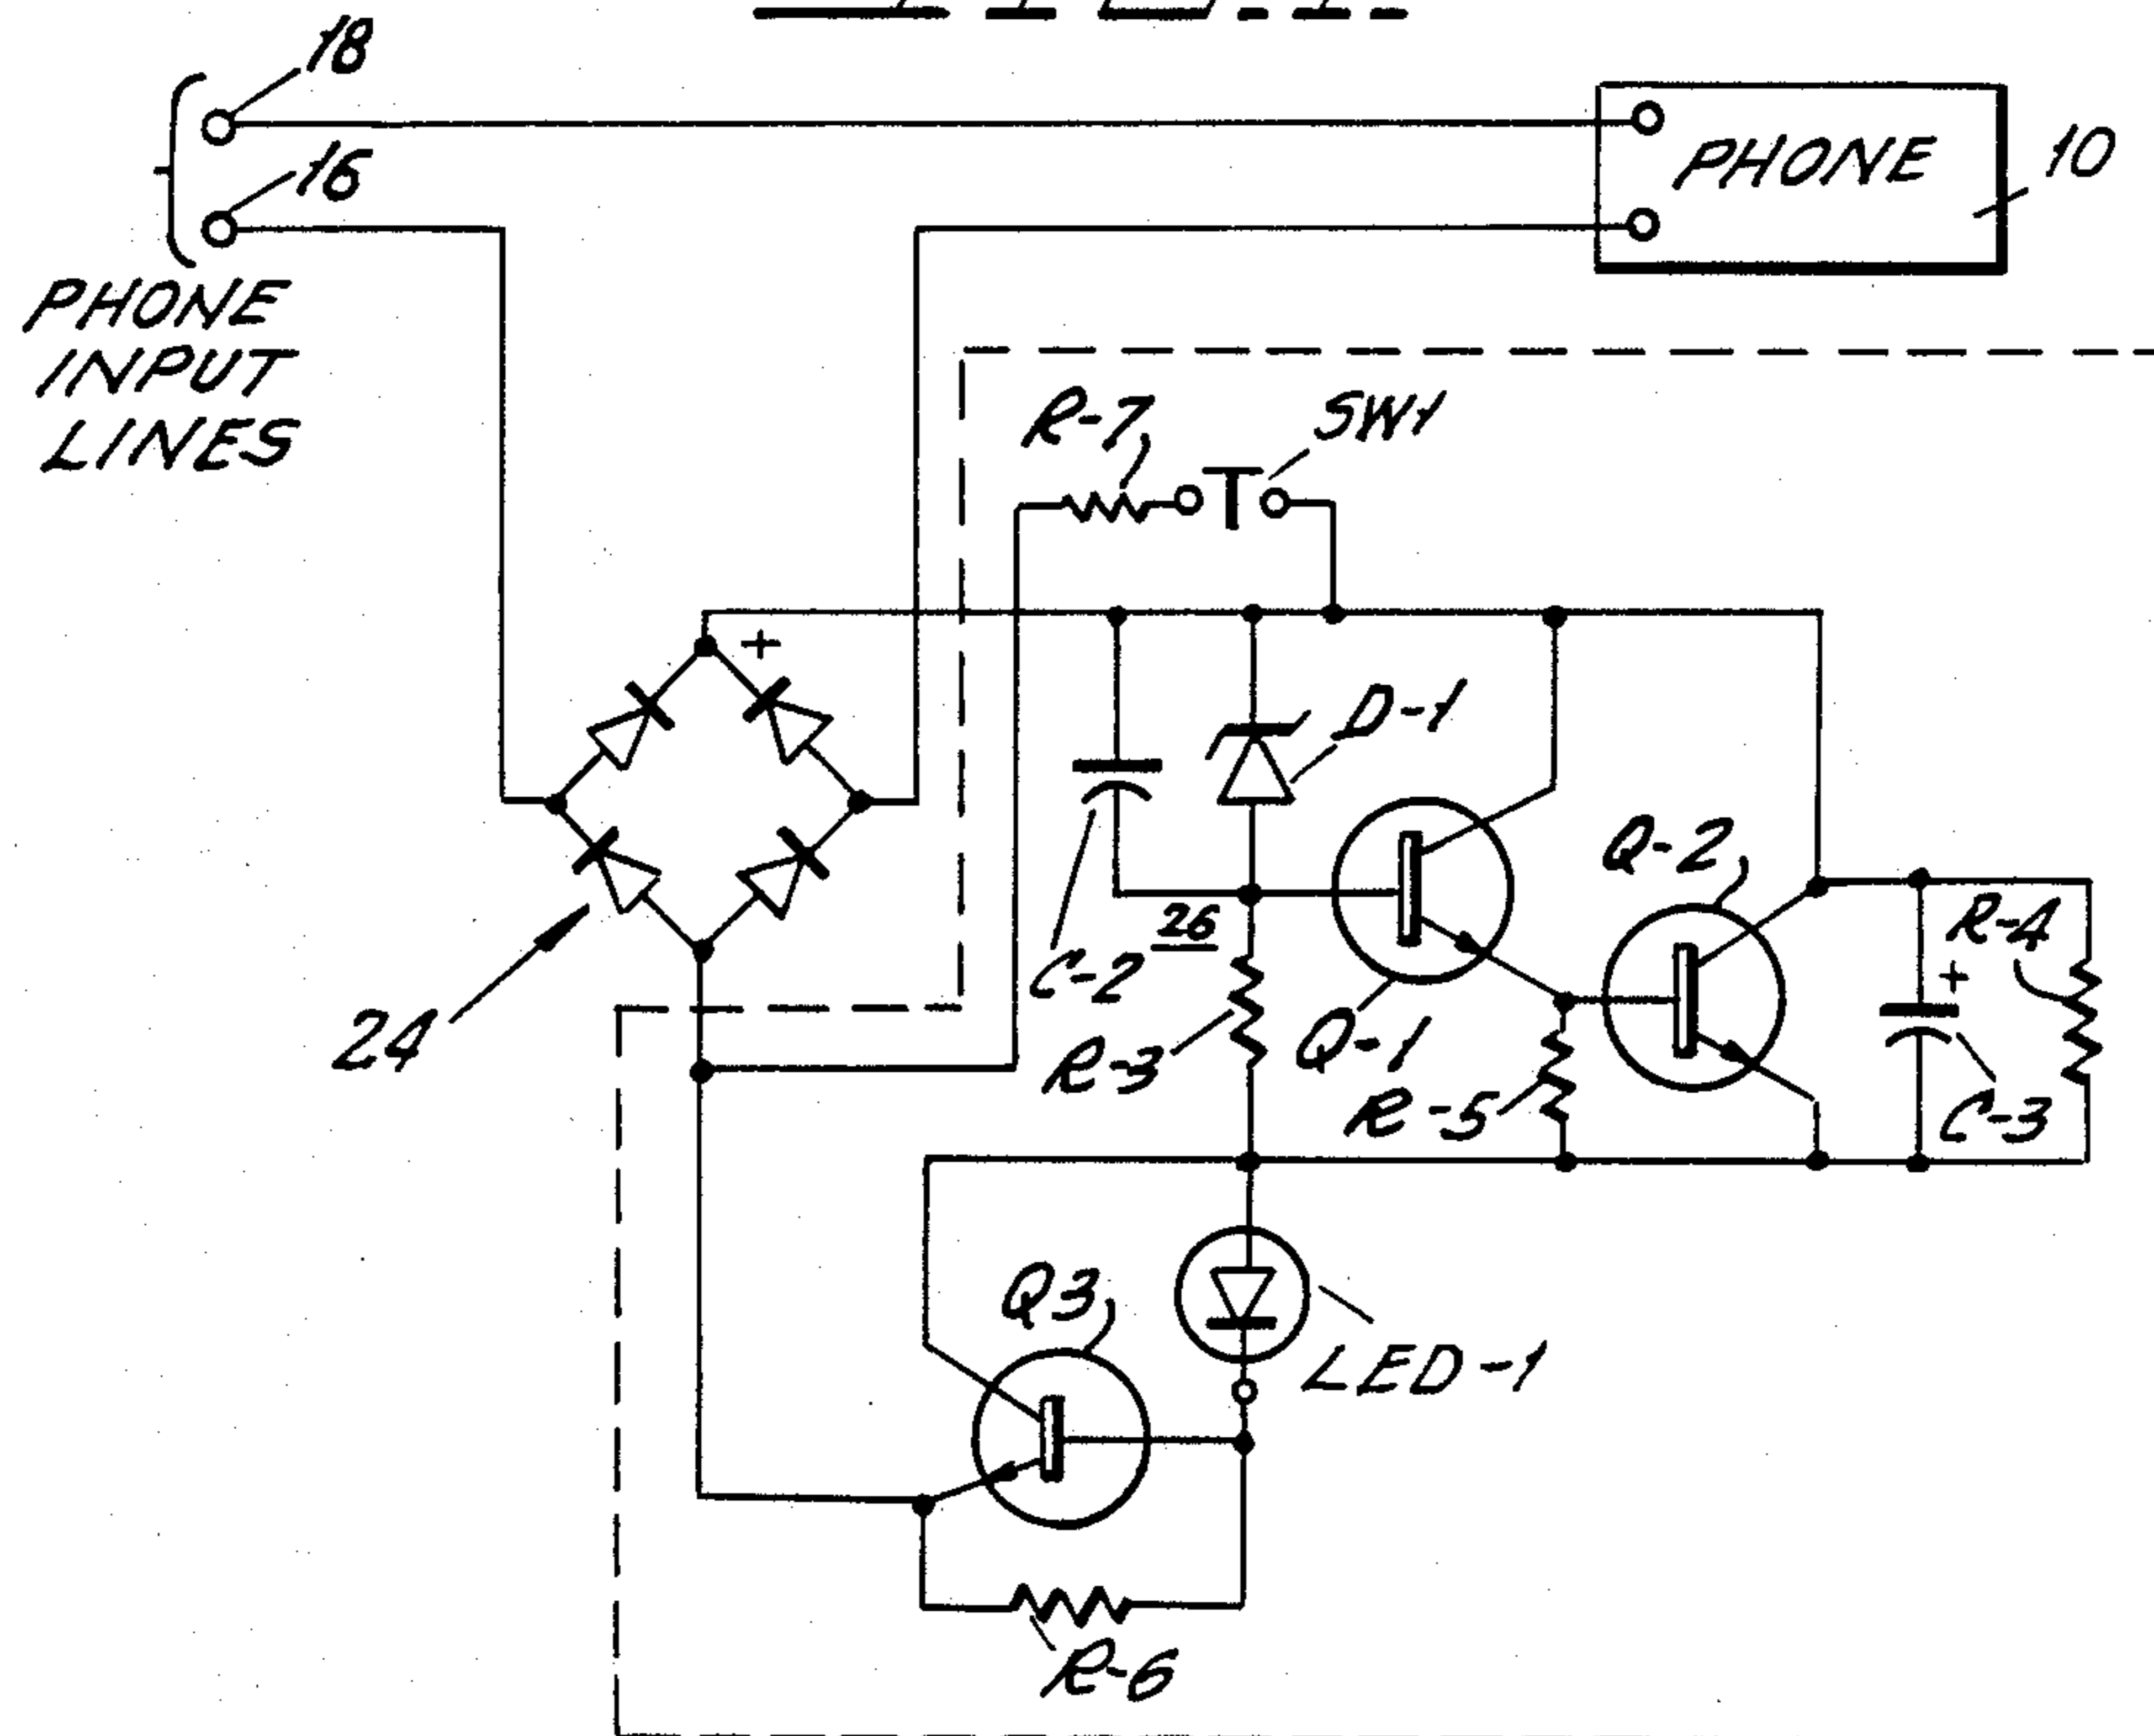 18
16
PHONE
10
PHONE
INPUT
LINES
R-7
SW1
+
D-1
Q-2
26
R-4
+
C-2
24
R-3
Q-1
R-5
C-3
Q3
LED-1
R-6